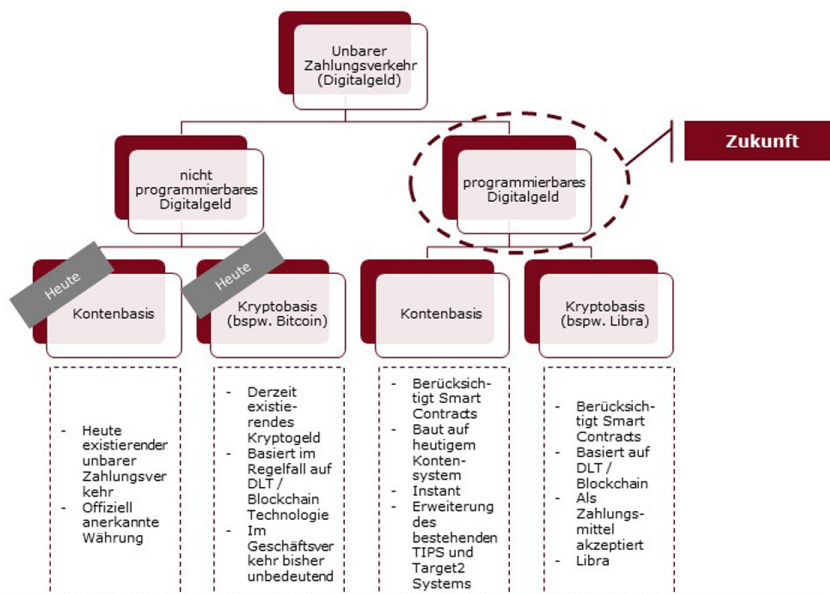 Unbarer
Zahlungsverkehr
(Digitalgeld)
Zukunft
nicht
programmierbares
Digitalgeld
programmierbares
Digitalgeld
Heute
Kontenbasis
Heute
Kryptobasis
(bspw. Bitcoin)
Kontenbasis
Kryptobasis
(bspw. Libra)
- Heute
existierender
unbarer
Zahlungsver
kehr
- Offiziell
anerkannte
Währung
- Derzeit
existie-
rendes
Kryptogeld
- Basiert im
Regelfall auf
DLT /
Blockchain
Technologie
- Im
Geschäftsver
kehr bisher
unbedeutend
- Berücksich-
tigt Smart
Contracts
- Baut auf
heutigem
Konten-
system
- Instant
- Erweiterung
des
bestehenden
TIPS und
Target2
Systems
- Berücksich-
tigt Smart
Contracts
- Basiert auf
DLT /
Blockchain
- Als
Zahlungs-
mittel
akzeptiert
- Libra